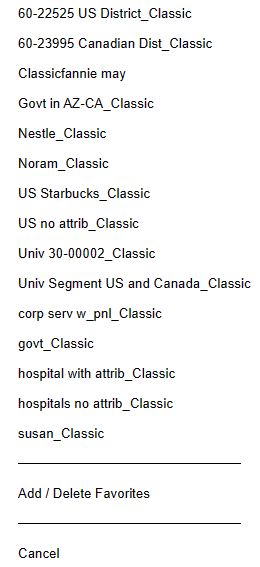 60-22525 US District_Classic
60-23995 Canadian Dist_Classic
Classicfannie may
Govt in AZ-CA_Classic
Nestle_Classic
Noram_Classic
US Starbucks_Classic
US no attrib_Classic
Univ 30-00002_Classic
Univ Segment US and Canada_Classic
corp serv w_pnl_Classic
govt_Classic
hospital with attrib_Classic
hospitals no attrib_Classic
susan_Classic
Add / Delete Favorites
Cancel